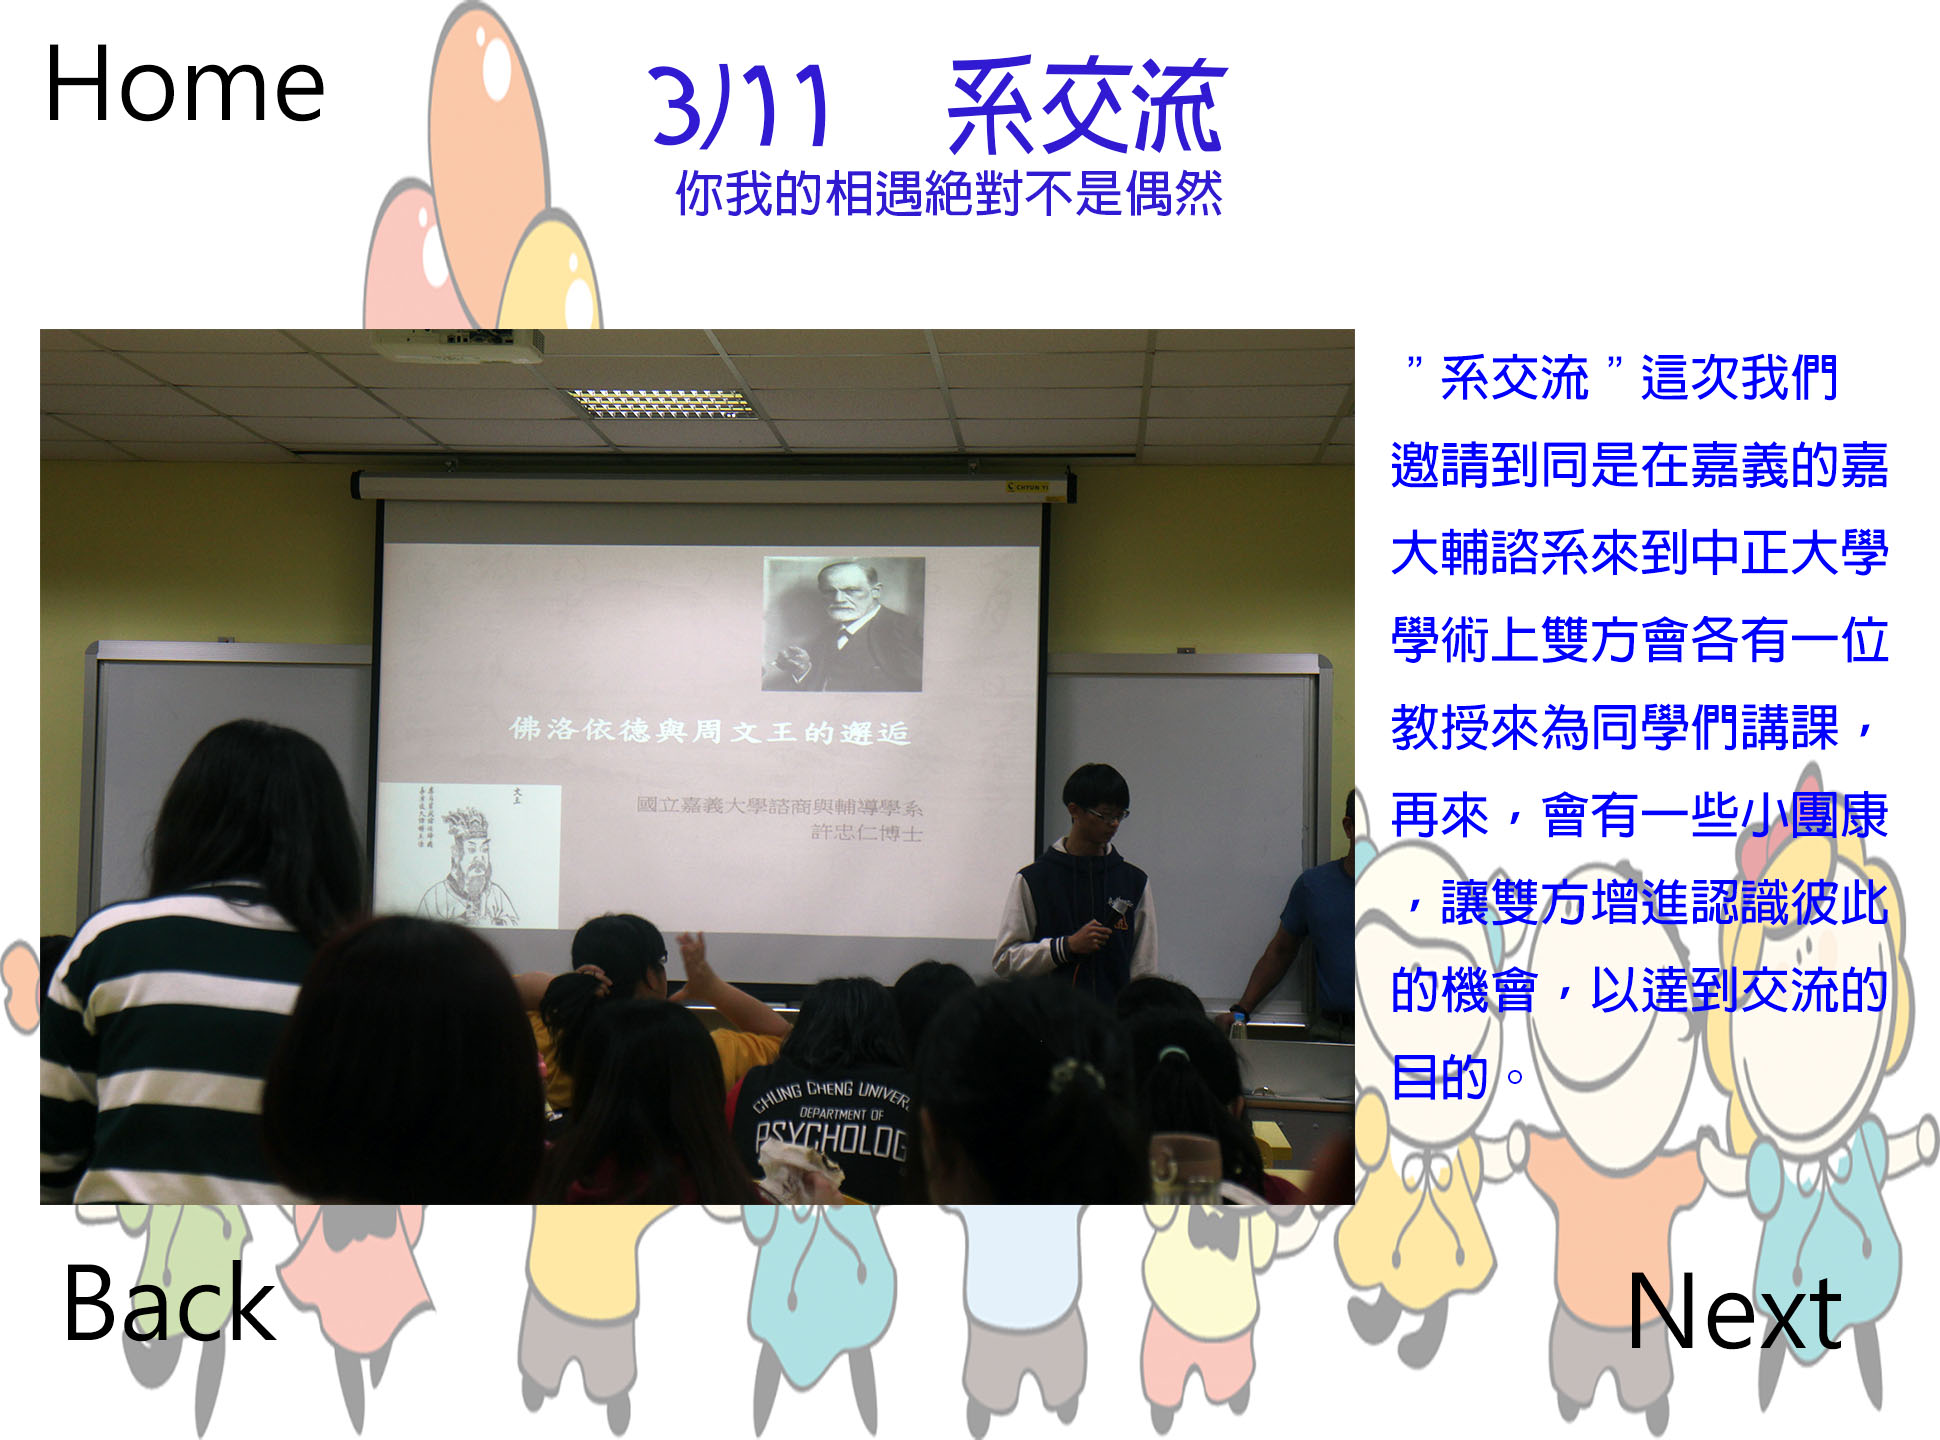 Home
3/11 系交流
你我的相遇絕對不是偶然
CHYUN YI
佛洛依德與周文王的邂逅
國立嘉義大學諮商與輔導學系
許忠仁博士
文王
CHUNG CHENG UNIVER
DEPARTMENT OF
PSYCHOLOG
”系交流”這次我們
邀請到同是在嘉義的嘉
大輔諮系來到中正大學
學術上雙方會各有一位
教授來為同學們講課，
再來，會有一些小團康
，讓雙方增進認識彼此
的機會，以達到交流的
目的。
Back
Next